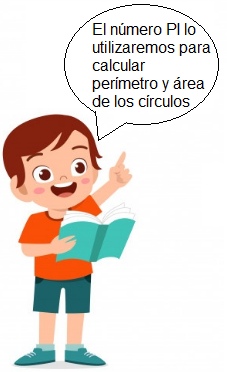 El número PI lo
utilizaremos para
calcular
perímetro y área
de los círculos